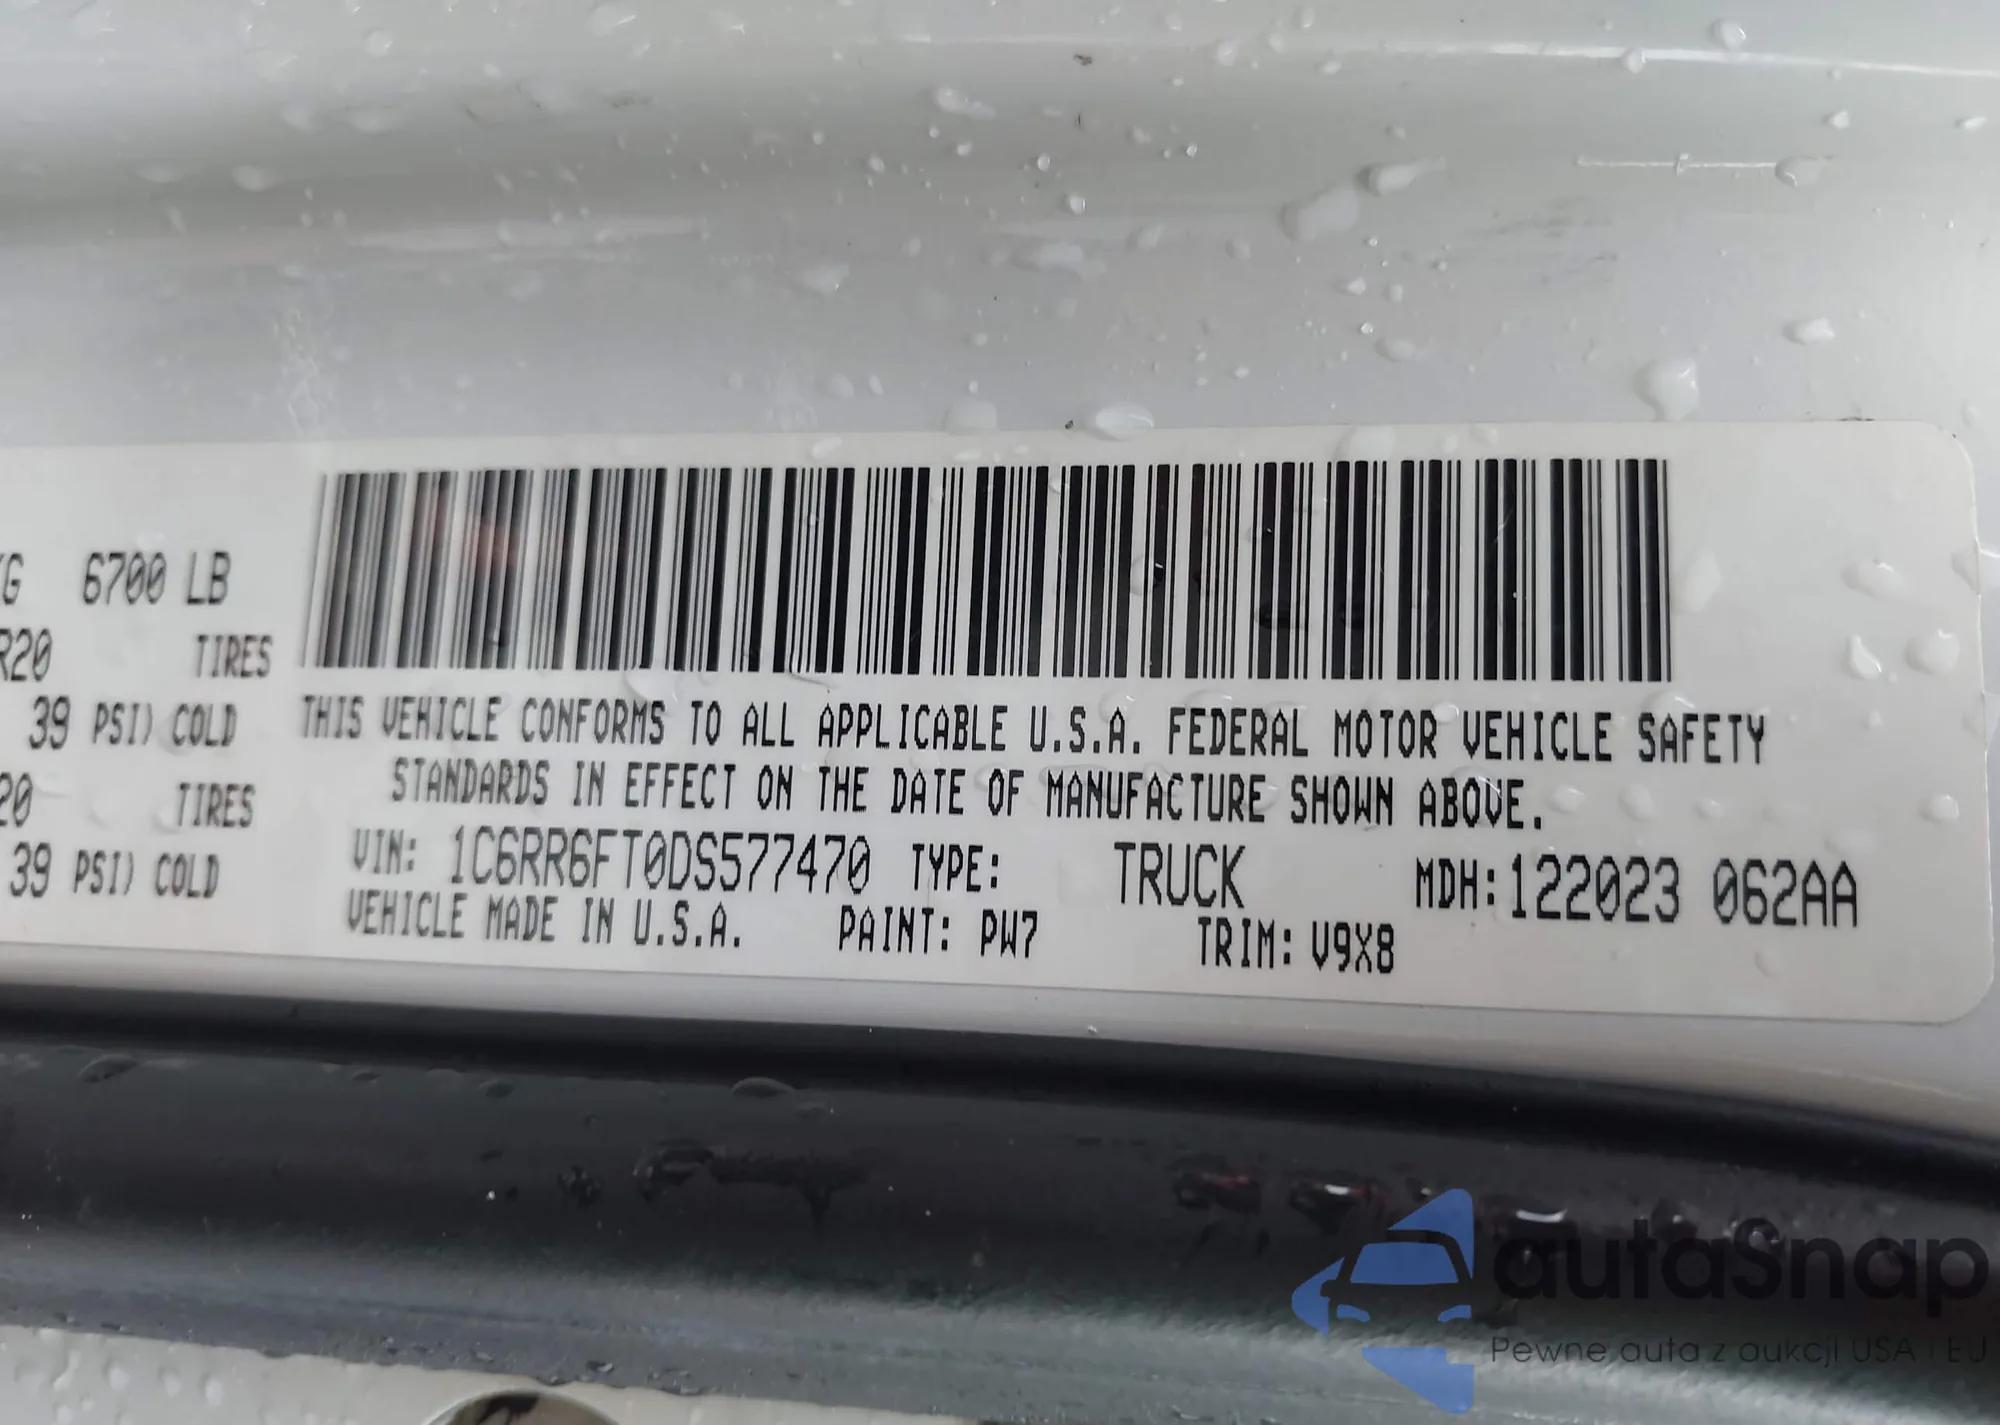 KG 6700 LB
R20 TIRES
39 PSI) COLD
20 TIRES
39 PSI) COLD
THIS VEHICLE CONFORMS TO ALL APPLICABLE U.S.A. FEDERAL MOTOR VEHICLE SAFETY
STANDARDS IN EFFECT ON THE DATE OF MANUFACTURE SHOWN ABOVE.
VIN: 1C6RR6FT0DS577470 TYPE: TRUCK MDH:122023 062AA
VEHICLE MADE IN U.S.A. PAINT: PW7 TRIM: V9X8
autaSnap
Pewne auta z aukcji USA i EU